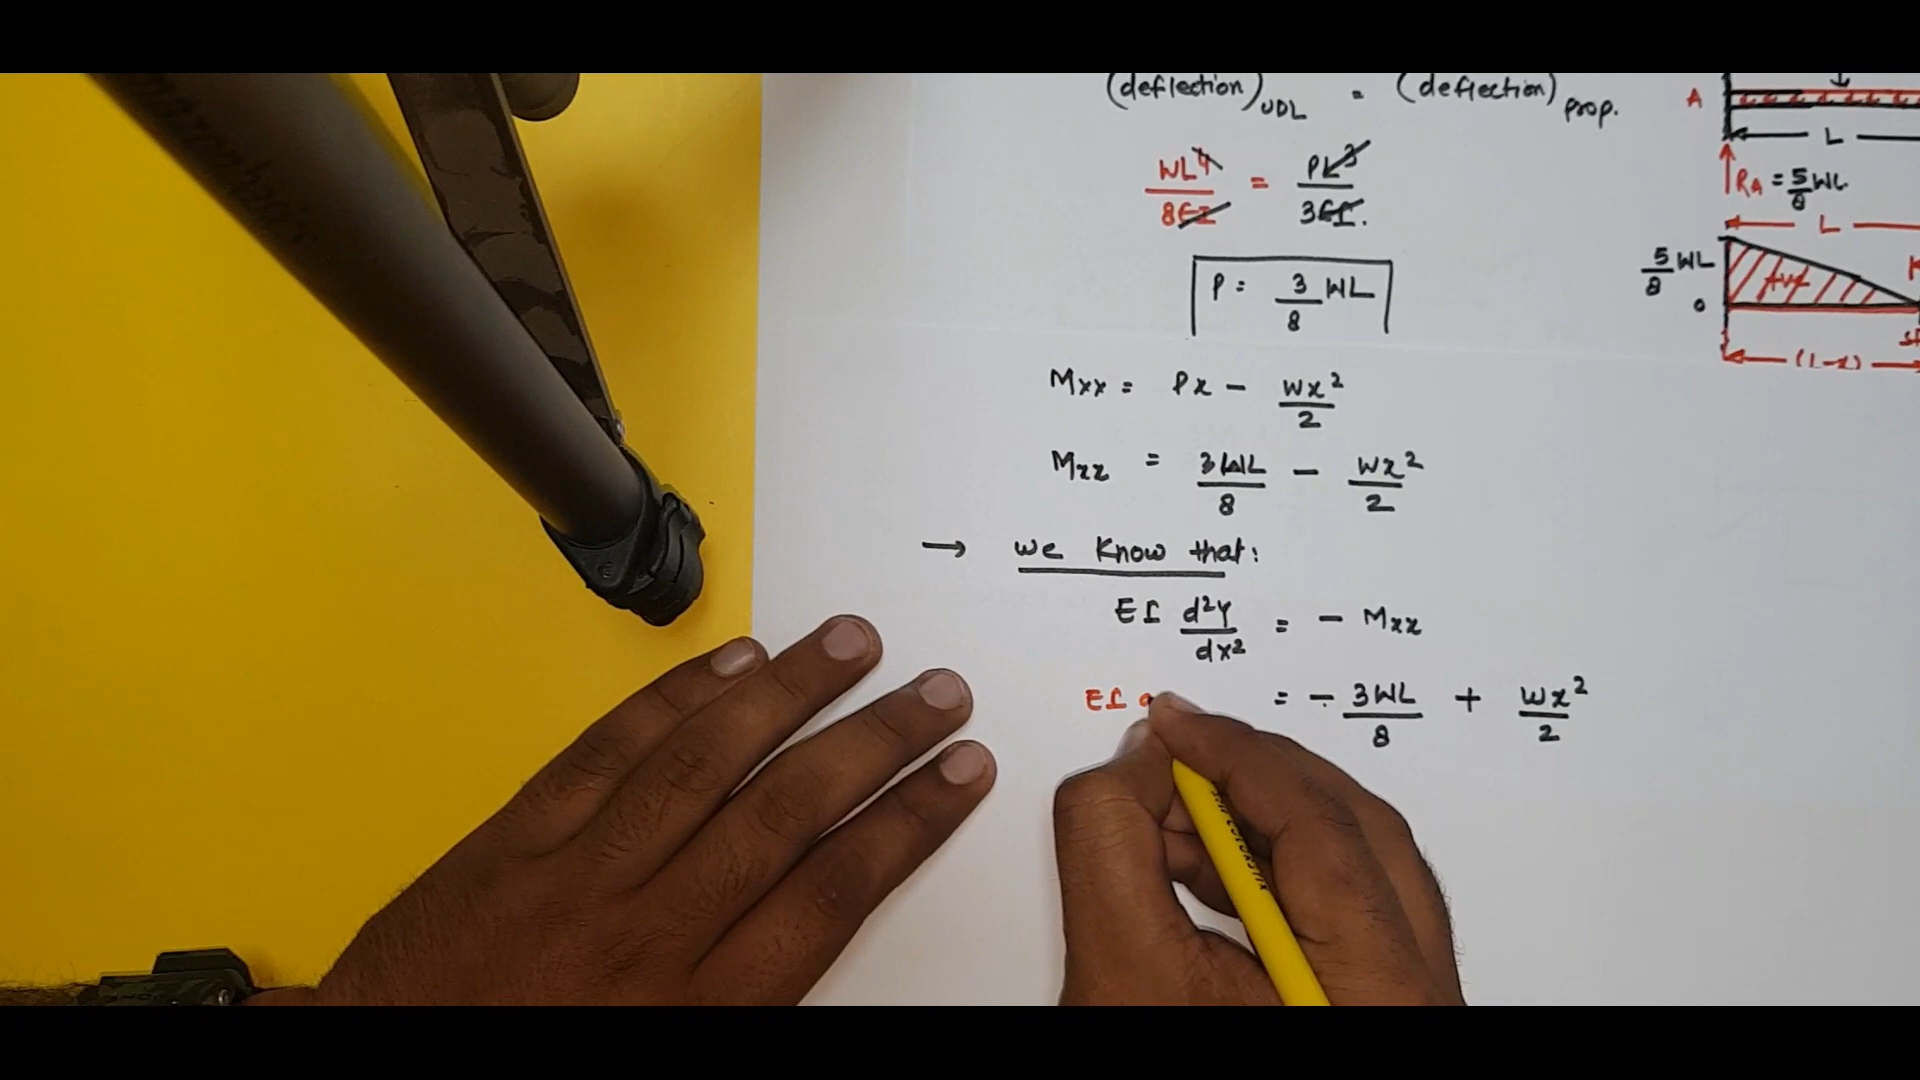 (deflection)UDL = (deflection)prop.
WL⁴/8EI = PL³/3EI.
P = 3/8 WL
Mxx = Px - Wx²/2
Mxx = 3WL/8 - Wx²/2
→ we know that:
EI d²y/dx² = - Mxx
EI
= - 3WL/8 + Wx²/2
A
L
RA = 5/8 WL
L
5/8 WL
+ve
0
(L-x)